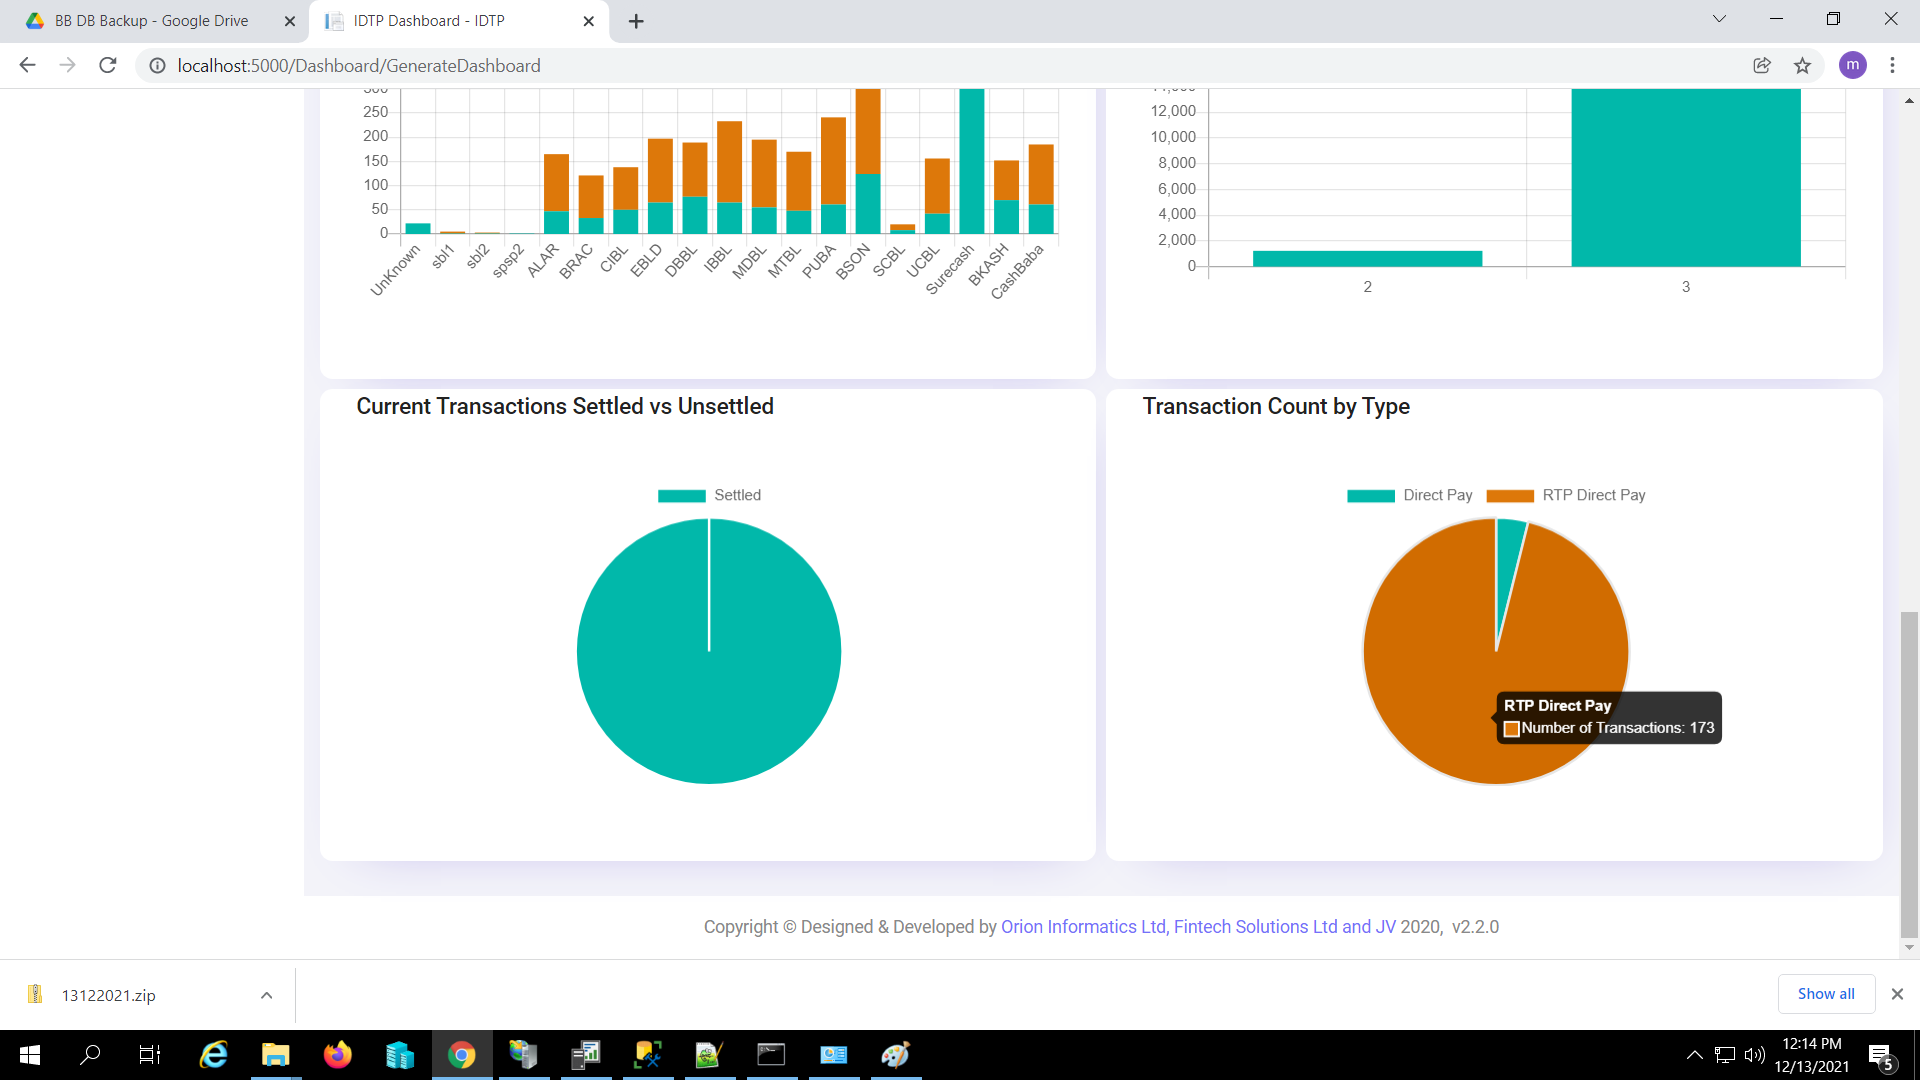 BB DB Backup - Google Drive
IDTP Dashboard - IDTP
localhost:5000/Dashboard/GenerateDashboard
m
250
200
150
100
50
0
UnKnown
sbl1
sbl2
spsp2
ALAR
BRAC
CIBL
EBLD
DBBL
IBBL
MDBL
MTBL
PUBA
BSON
SCBL
UCBL
Surecash
BKASH
CashBaba
12,000
10,000
8,000
6,000
4,000
2,000
0
2
3
Current Transactions Settled vs Unsettled
Settled
Transaction Count by Type
Direct Pay
RTP Direct Pay
RTP Direct Pay
Number of Transactions: 173
Copyright © Designed & Developed by Orion Informatics Ltd, Fintech Solutions Ltd and JV 2020, v2.2.0
13122021.zip
Show all
12:14 PM
12/13/2021
5